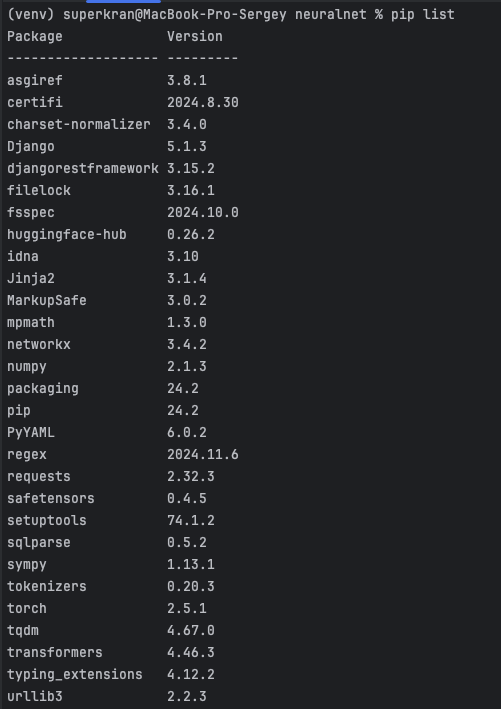 (venv) superkran@MacBook-Pro-Sergey neuralnet % pip list
Package             Version
------------------- ---------
asgiref             3.8.1
certifi             2024.8.30
charset-normalizer  3.4.0
Django              5.1.3
djangorestframework 3.15.2
filelock            3.16.1
fsspec              2024.10.0
huggingface-hub     0.26.2
idna                3.10
Jinja2              3.1.4
MarkupSafe          3.0.2
mpmath              1.3.0
networkx            3.4.2
numpy               2.1.3
packaging           24.2
pip                 24.2
PyYAML              6.0.2
regex               2024.11.6
requests            2.32.3
safetensors         0.4.5
setuptools          74.1.2
sqlparse            0.5.2
sympy               1.13.1
tokenizers          0.20.3
torch               2.5.1
tqdm                4.67.0
transformers        4.46.3
typing_extensions   4.12.2
urllib3             2.2.3